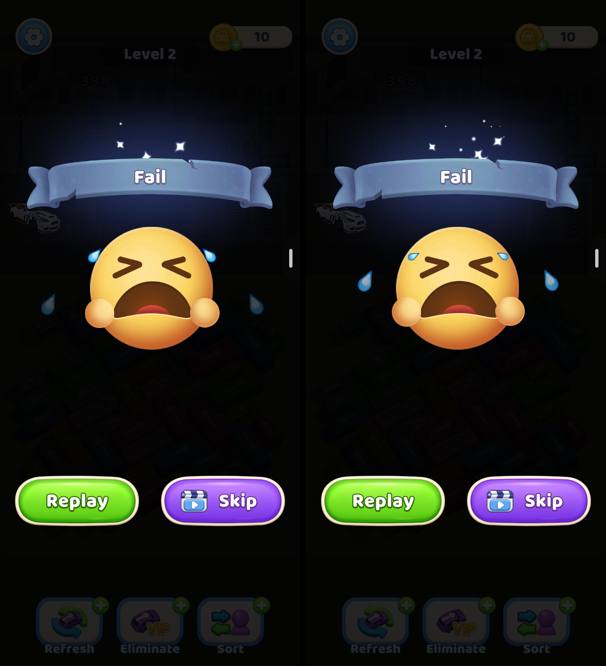 10
Level 2
Fail
Replay
Skip
Refresh
Eliminate
Sort
10
Level 2
Fail
Replay
Skip
Refresh
Eliminate
Sort